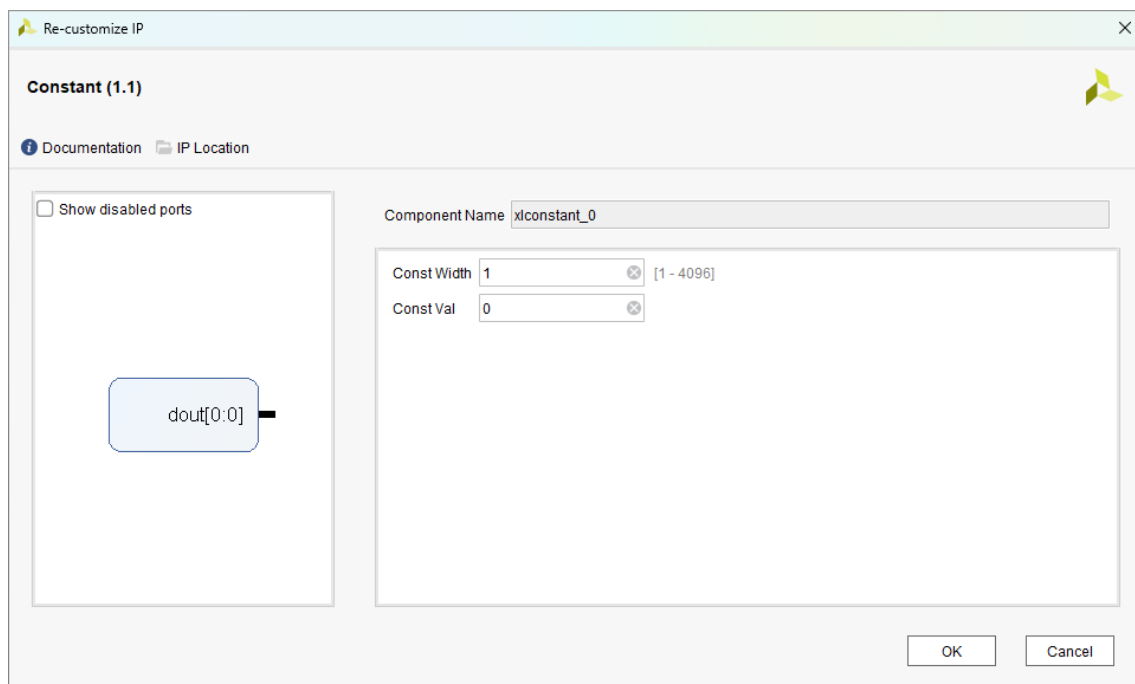 Re-customize IP
Constant (1.1)
Documentation IP Location
Show disabled ports
dout[0:0]
Component Name xlconstant_0
Const Width 1 [1 - 4096]
Const Val 0
OK Cancel